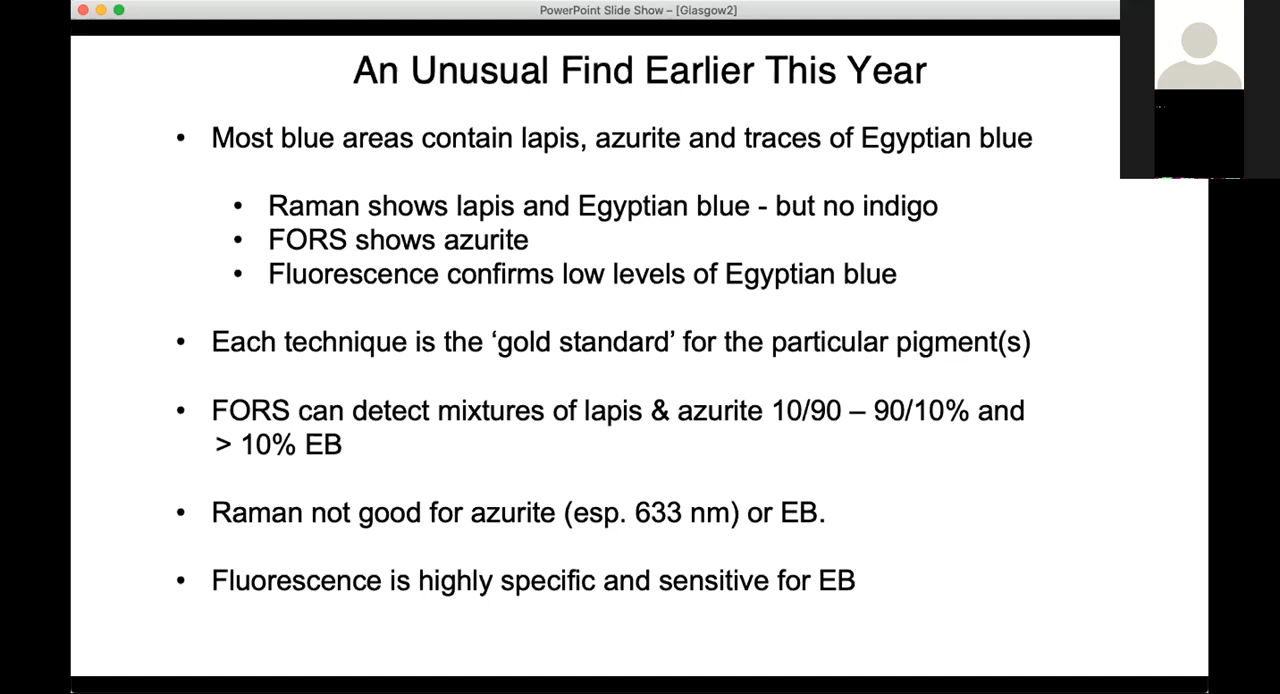 PowerPoint Slide Show – [Glasgow2]
An Unusual Find Earlier This Year
• Most blue areas contain lapis, azurite and traces of Egyptian blue
• Raman shows lapis and Egyptian blue - but no indigo
• FORS shows azurite
• Fluorescence confirms low levels of Egyptian blue
• Each technique is the ‘gold standard’ for the particular pigment(s)
• FORS can detect mixtures of lapis & azurite 10/90 – 90/10% and
> 10% EB
• Raman not good for azurite (esp. 633 nm) or EB.
• Fluorescence is highly specific and sensitive for EB